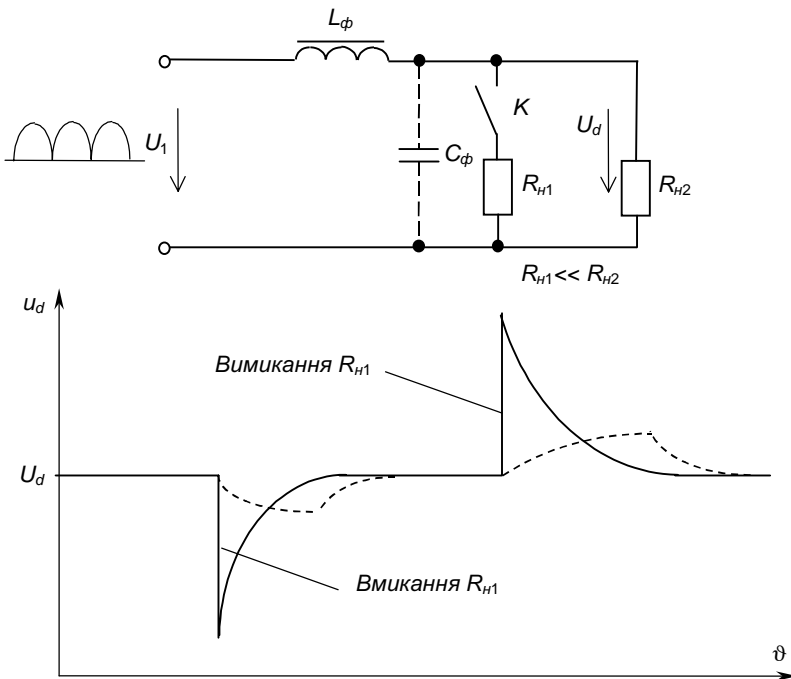 Lф
U1
Cф
K
Rн1
Ud
Rн2
Rн1<< Rн2
ud
Вимикання Rн1
Ud
Вмикання Rн1
ϑ